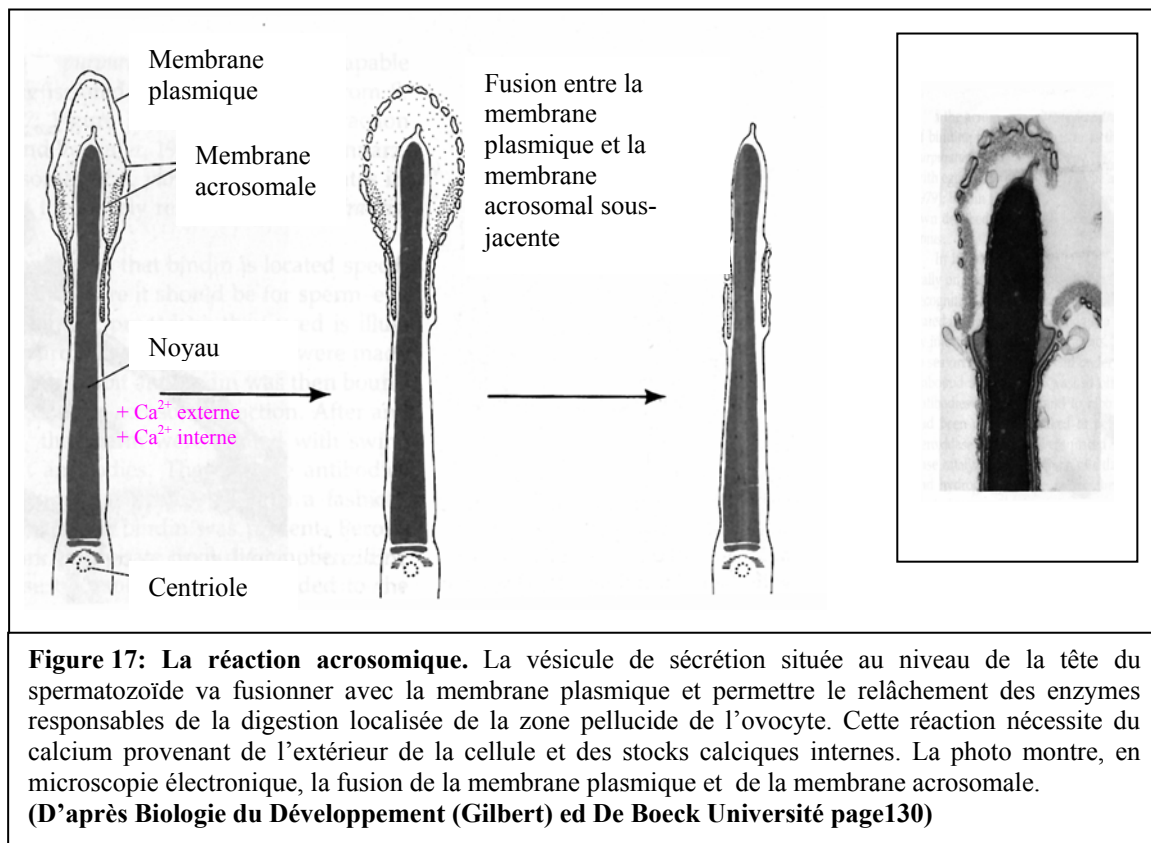 Membrane
plasmique
Membrane
acrosomale
Fusion entre la
membrane
plasmique et la
membrane
acrosomal sous-
jacente
Noyau
+ Ca²⁺ externe
+ Ca²⁺ interne
Centriole
Figure 17: La réaction acrosomique. La vésicule de sécrétion située au niveau de la tête du
spermatozoïde va fusionner avec la membrane plasmique et permettre le relâchement des enzymes
responsables de la digestion localisée de la zone pellucide de l’ovocyte. Cette réaction nécessite du
calcium provenant de l’extérieur de la cellule et des stocks calciques internes. La photo montre, en
microscopie électronique, la fusion de la membrane plasmique et de la membrane acrosomale.
(D’après Biologie du Développement (Gilbert) ed De Boeck Université page130)